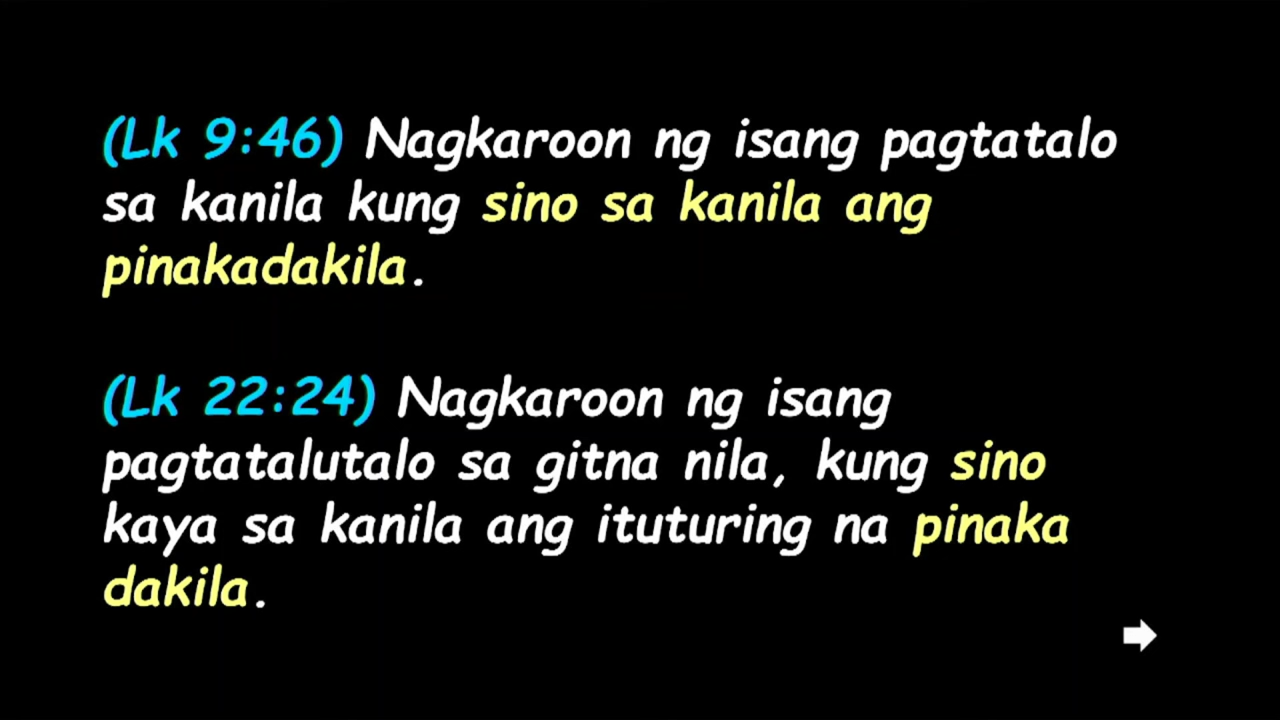 (Lk 9:46) Nagkaroon ng isang pagtatalo
sa kanila kung sino sa kanila ang
pinakadakila.
(Lk 22:24) Nagkaroon ng isang
pagtatalutalo sa gitna nila, kung sino
kaya sa kanila ang ituturing na pinaka
dakila.